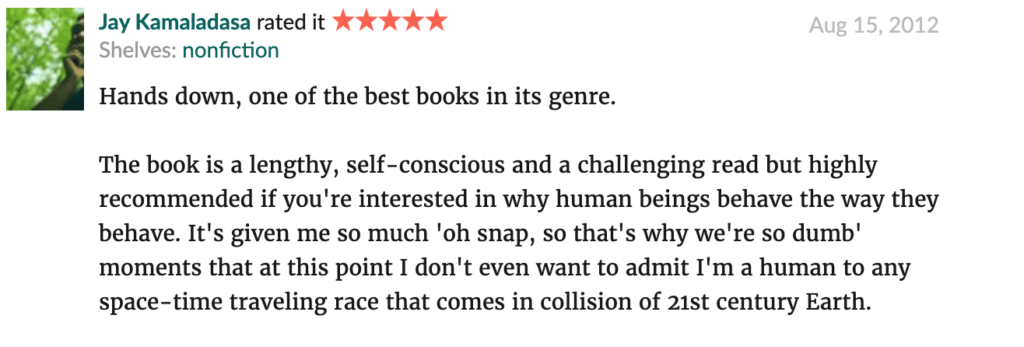 Jay Kamaladasa rated it ★★★★★ Aug 15, 2012
Shelves: nonfiction
Hands down, one of the best books in its genre.
The book is a lengthy, self-conscious and a challenging read but highly
recommended if you're interested in why human beings behave the way they
behave. It's given me so much 'oh snap, so that's why we're so dumb'
moments that at this point I don't even want to admit I'm a human to any
space-time traveling race that comes in collision of 21st century Earth.